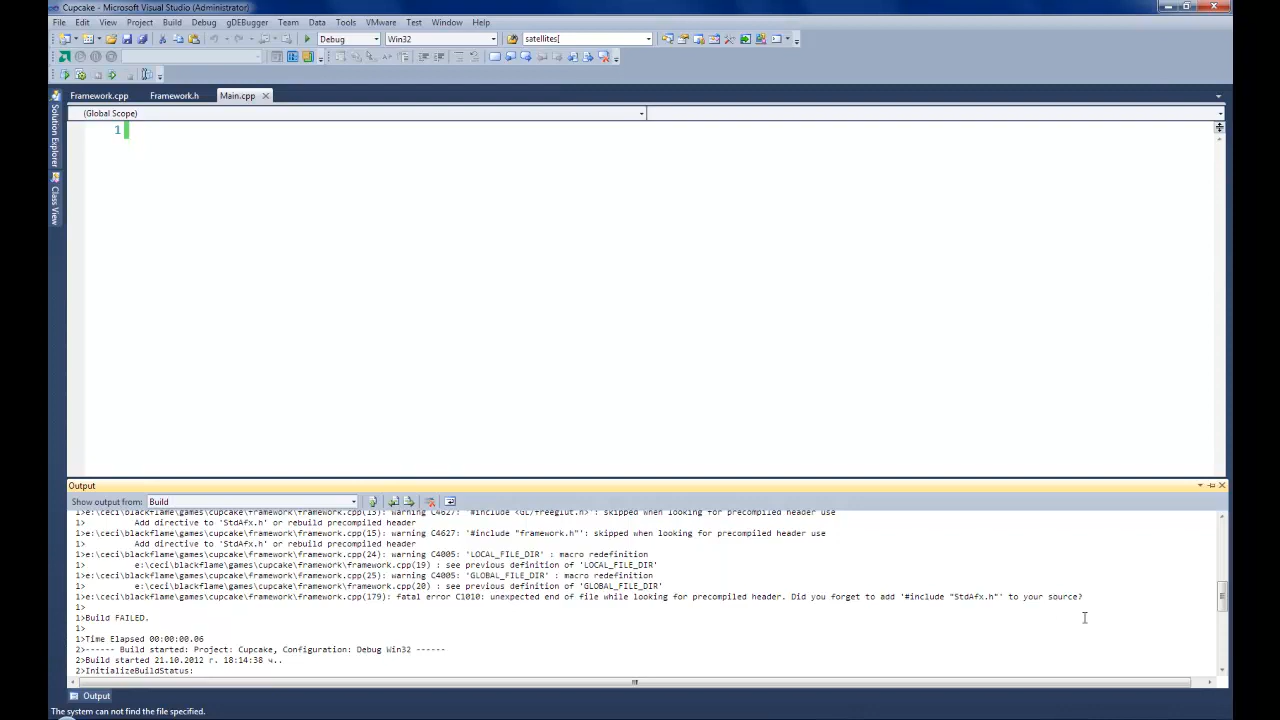 Cupcake - Microsoft Visual Studio (Administrator)
File Edit View Project Build Debug gDEBugger Team Data Tools VMware Test Window Help
Debug Win32 satellites[
Framework.cpp Framework.h Main.cpp
(Global Scope)
1
Solution Explorer
Class View
Output
Show output from: Build
1>e:\ceci\blackflame\games\cupcake\framework.cpp(15): warning C4627: '#include <GL/freeglut.h>': skipped when looking for precompiled header use
1> Add directive to 'StdAfx.h' or rebuild precompiled header
1>e:\ceci\blackflame\games\cupcake\framework.cpp(15): warning C4627: '#include "framework.h"': skipped when looking for precompiled header use
1> Add directive to 'StdAfx.h' or rebuild precompiled header
1>e:\ceci\blackflame\games\cupcake\framework.cpp(24): warning C4005: 'LOCAL_FILE_DIR' : macro redefinition
1> e:\ceci\blackflame\games\cupcake\framework.cpp(19) : see previous definition of 'LOCAL_FILE_DIR'
1>e:\ceci\blackflame\games\cupcake\framework.cpp(25): warning C4005: 'GLOBAL_FILE_DIR' : macro redefinition
1> e:\ceci\blackflame\games\cupcake\framework.cpp(20) : see previous definition of 'GLOBAL_FILE_DIR'
1>e:\ceci\blackflame\games\cupcake\framework.cpp(179): fatal error C1010: unexpected end of file while looking for precompiled header. Did you forget to add '#include "StdAfx.h"' to your source?
1>
1>Build FAILED.
1>
1>Time Elapsed 00:00:00.06
2>------ Build started: Project: Cupcake, Configuration: Debug Win32 ------
2>Build started 21.10.2012 г. 18:14:38 ч..
2>InitializeBuildStatus:
Output
The system can not find the file specified.